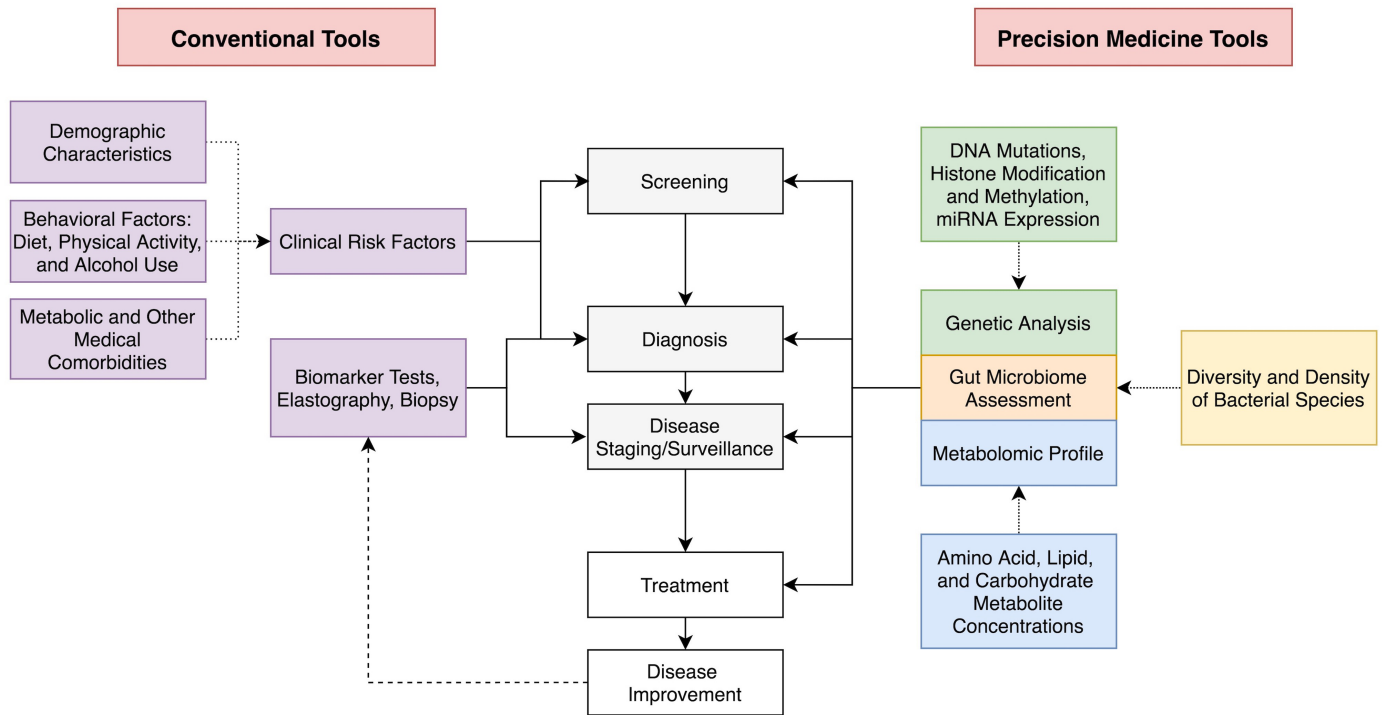 Conventional Tools
Precision Medicine Tools
Demographic
Characteristics
Behavioral Factors:
Diet, Physical Activity,
and Alcohol Use
Metabolic and Other
Medical
Comorbidities
Clinical Risk Factors
Biomarker Tests,
Elastography, Biopsy
Screening
Diagnosis
Disease
Staging/Surveillance
Treatment
Disease
Improvement
DNA Mutations,
Histone Modification
and Methylation,
miRNA Expression
Genetic Analysis
Gut Microbiome
Assessment
Metabolomic Profile
Amino Acid, Lipid,
and Carbohydrate
Metabolite
Concentrations
Diversity and Density
of Bacterial Species